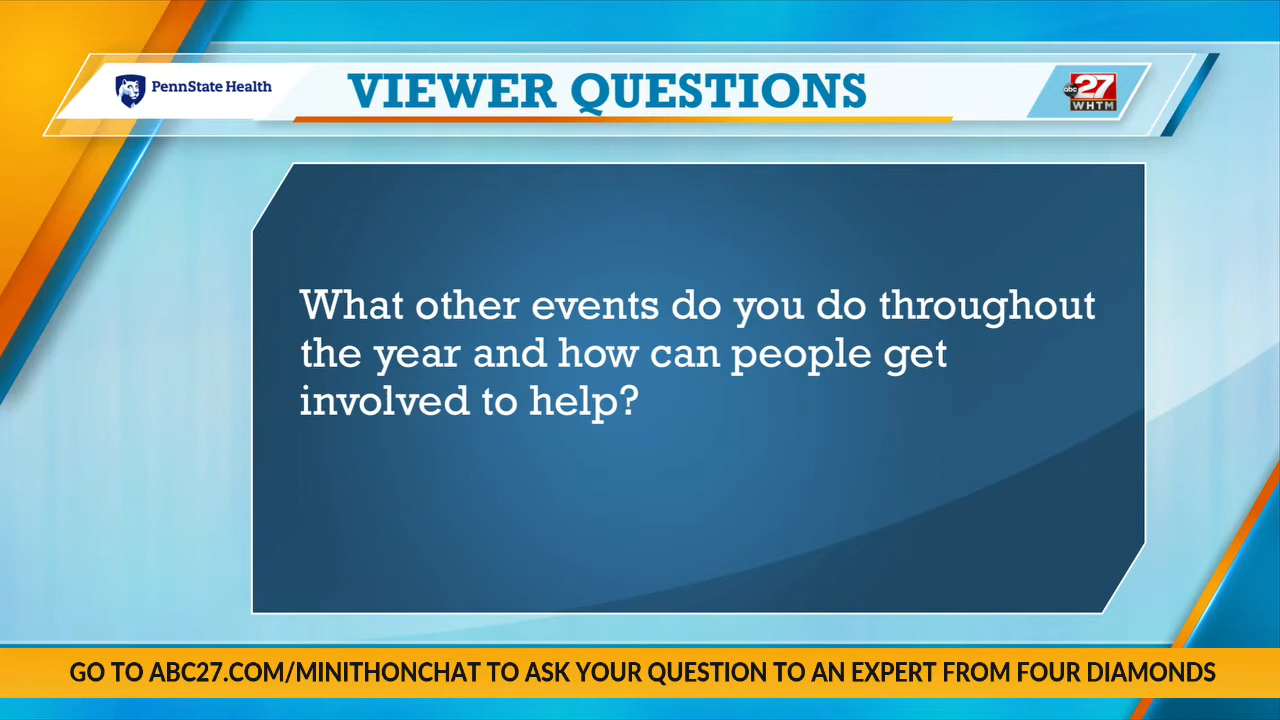 PennState Health
VIEWER QUESTIONS
abc 27
WHTM
What other events do you do throughout
the year and how can people get
involved to help?
GO TO ABC27.COM/MINITHONCHAT TO ASK YOUR QUESTION TO AN EXPERT FROM FOUR DIAMONDS